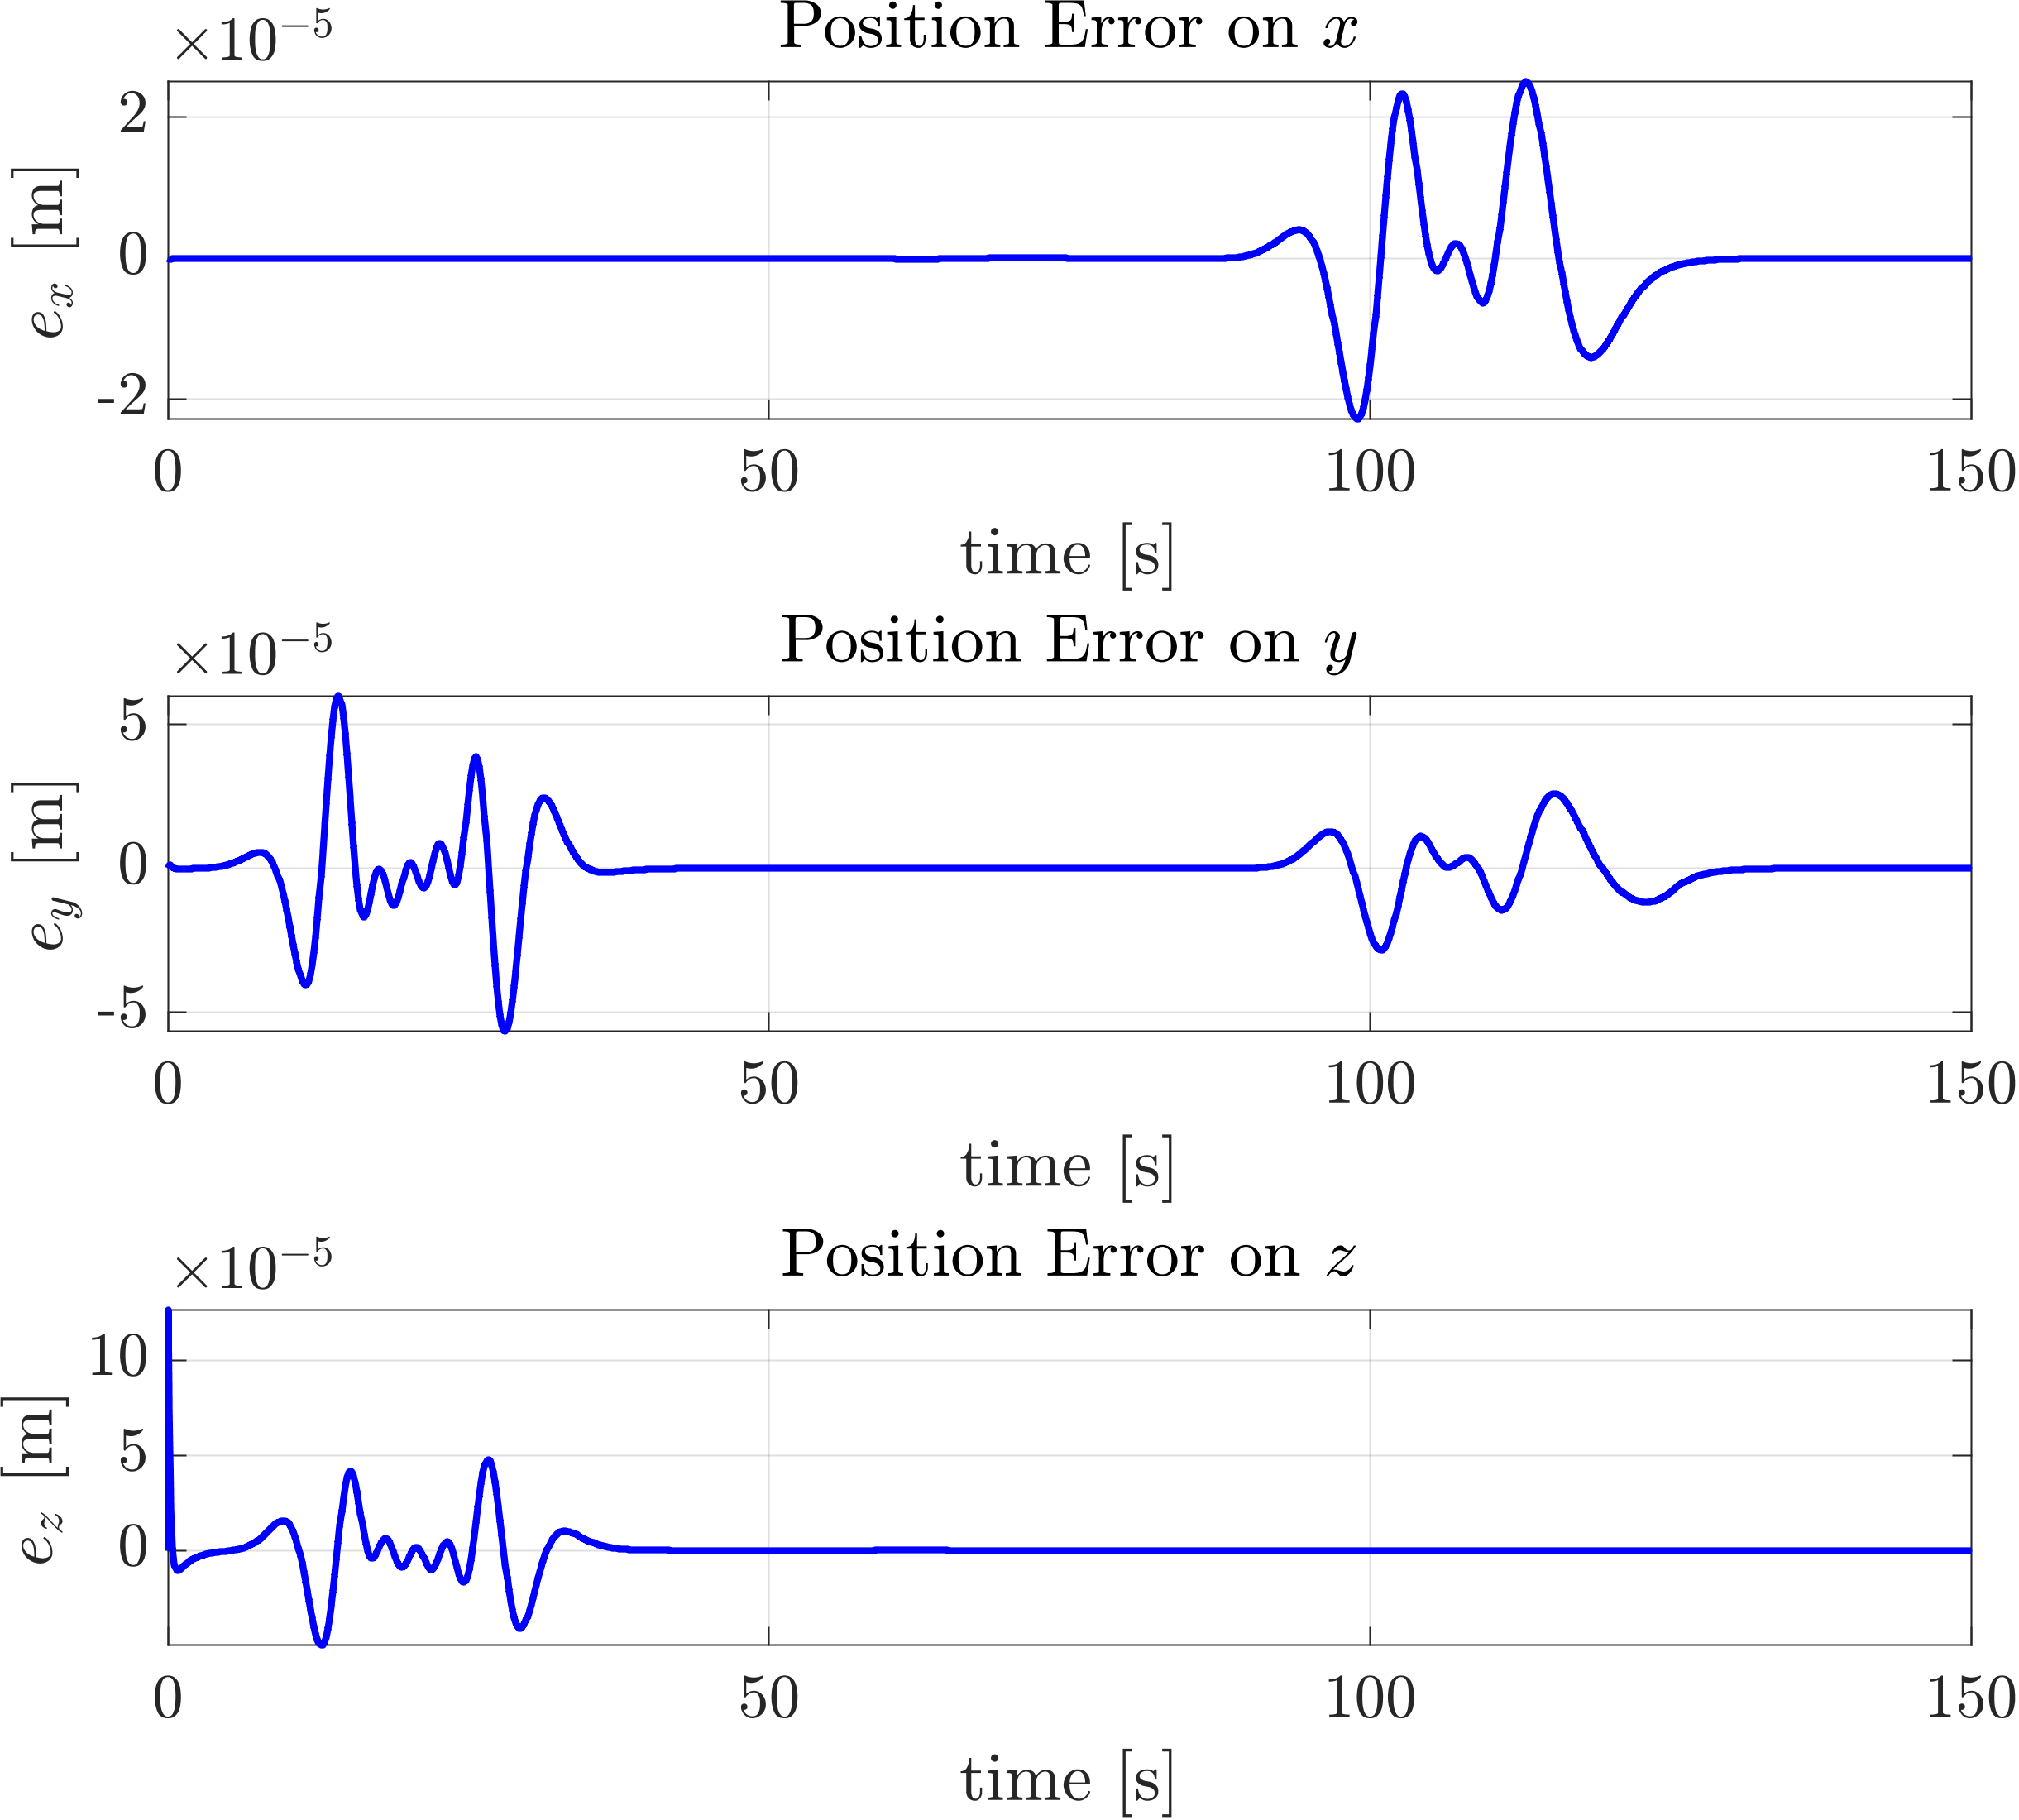 Position Error on x
×10⁻⁵
2
0
-2
eₓ [m]
0 50 100 150
time [s]
Position Error on y
×10⁻⁵
5
0
-5
e_y [m]
0 50 100 150
time [s]
Position Error on z
×10⁻⁵
10
5
0
e_z [m]
0 50 100 150
time [s]